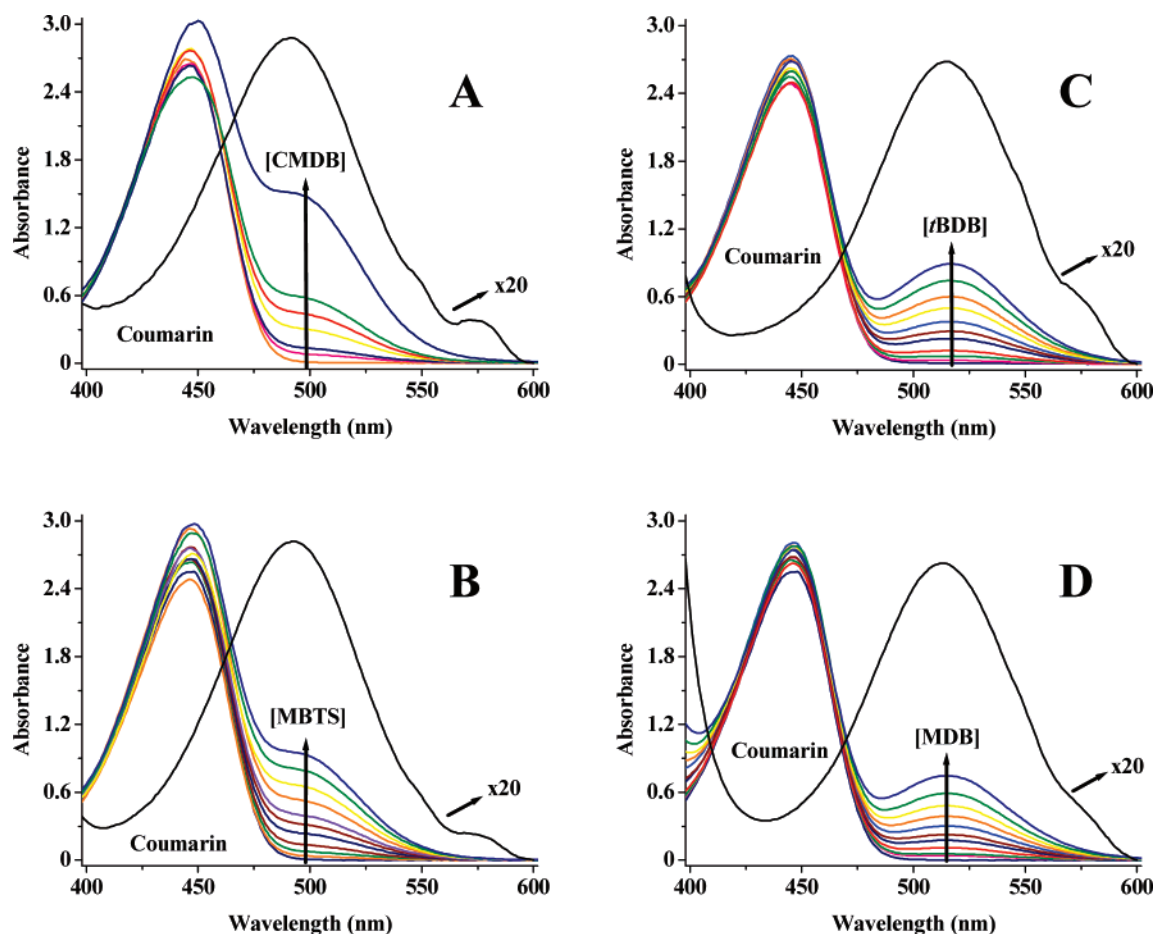 A
3.0
2.4
1.8
1.2
0.6
0
Absorbance
[CMDB]
x20
Coumarin
400 450 500 550 600
Wavelength (nm)
C
3.0
2.4
1.8
1.2
0.6
0
Absorbance
[tBDB]
x20
Coumarin
400 450 500 550 600
Wavelength (nm)
B
3.0
2.4
1.8
1.2
0.6
0
Absorbance
[MBTS]
x20
Coumarin
400 450 500 550 600
Wavelength (nm)
D
3.0
2.4
1.8
1.2
0.6
0
Absorbance
[MDB]
x20
Coumarin
400 450 500 550 600
Wavelength (nm)